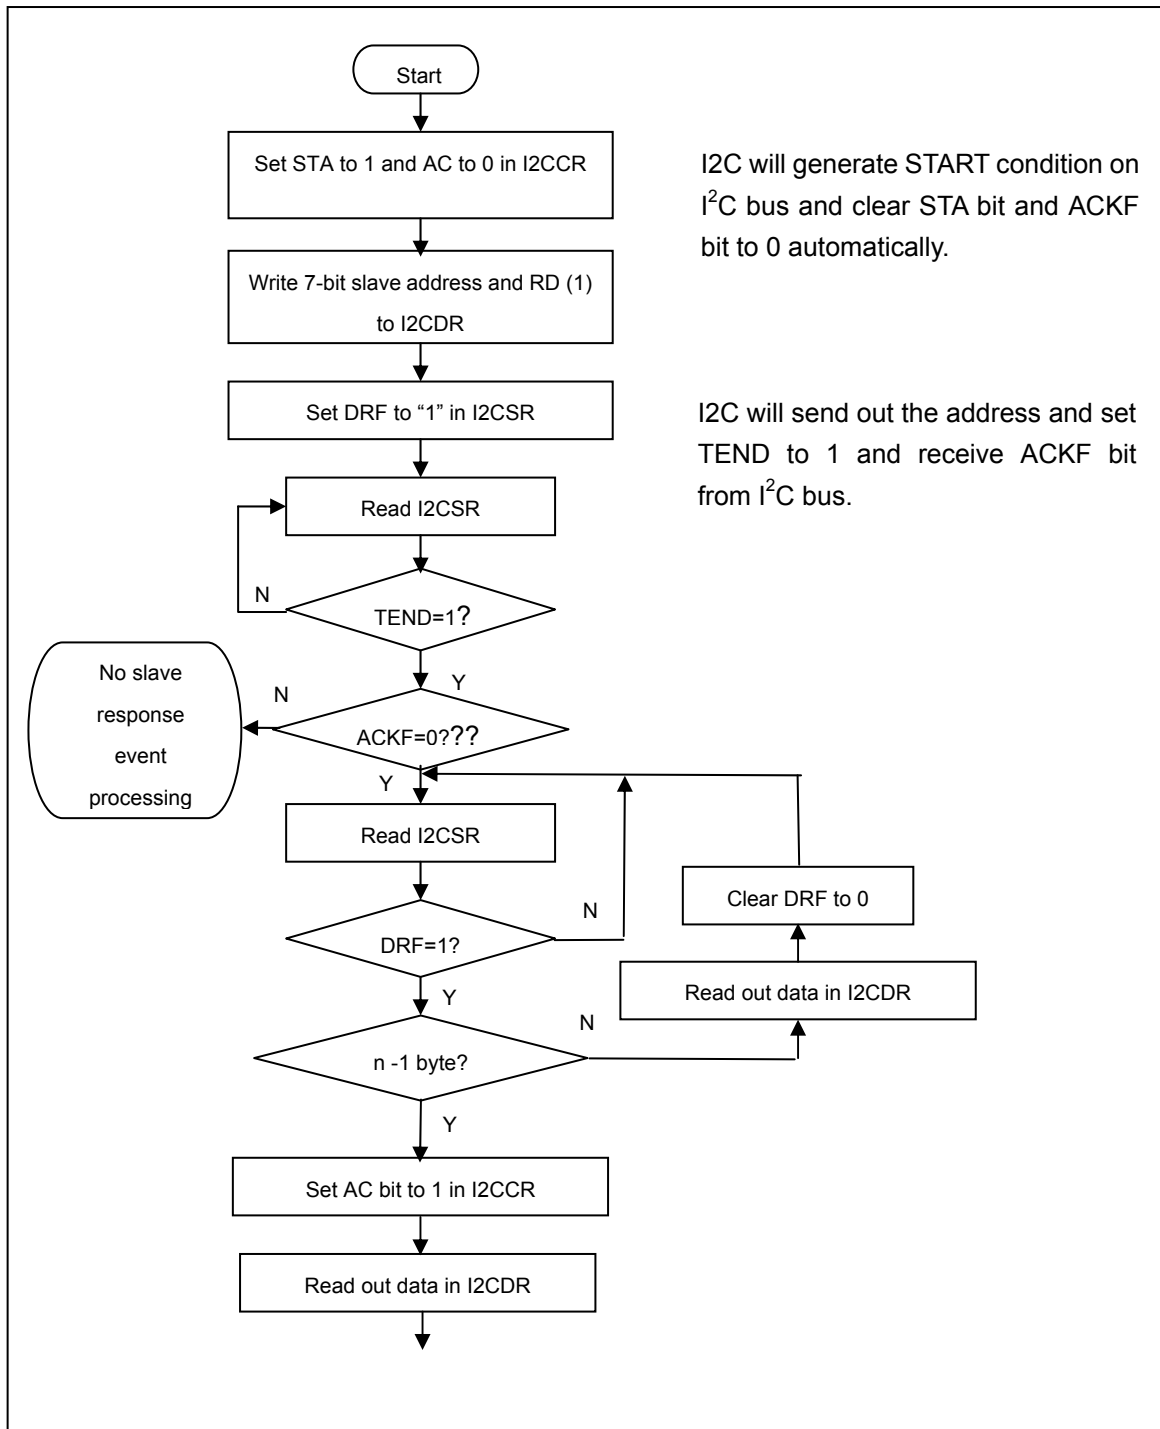 Start
Set STA to 1 and AC to 0 in I2CCR
I2C will generate START condition on
I²C bus and clear STA bit and ACKF
bit to 0 automatically.
Write 7-bit slave address and RD (1)
to I2CDR
Set DRF to “1” in I2CSR
I2C will send out the address and set
TEND to 1 and receive ACKF bit
from I²C bus.
Read I2CSR
N
TEND=1?
Y
N
No slave
response
event
processing
ACKF=0???
Y
Read I2CSR
Clear DRF to 0
N
DRF=1?
Read out data in I2CDR
Y
N
n -1 byte?
Y
Set AC bit to 1 in I2CCR
Read out data in I2CDR